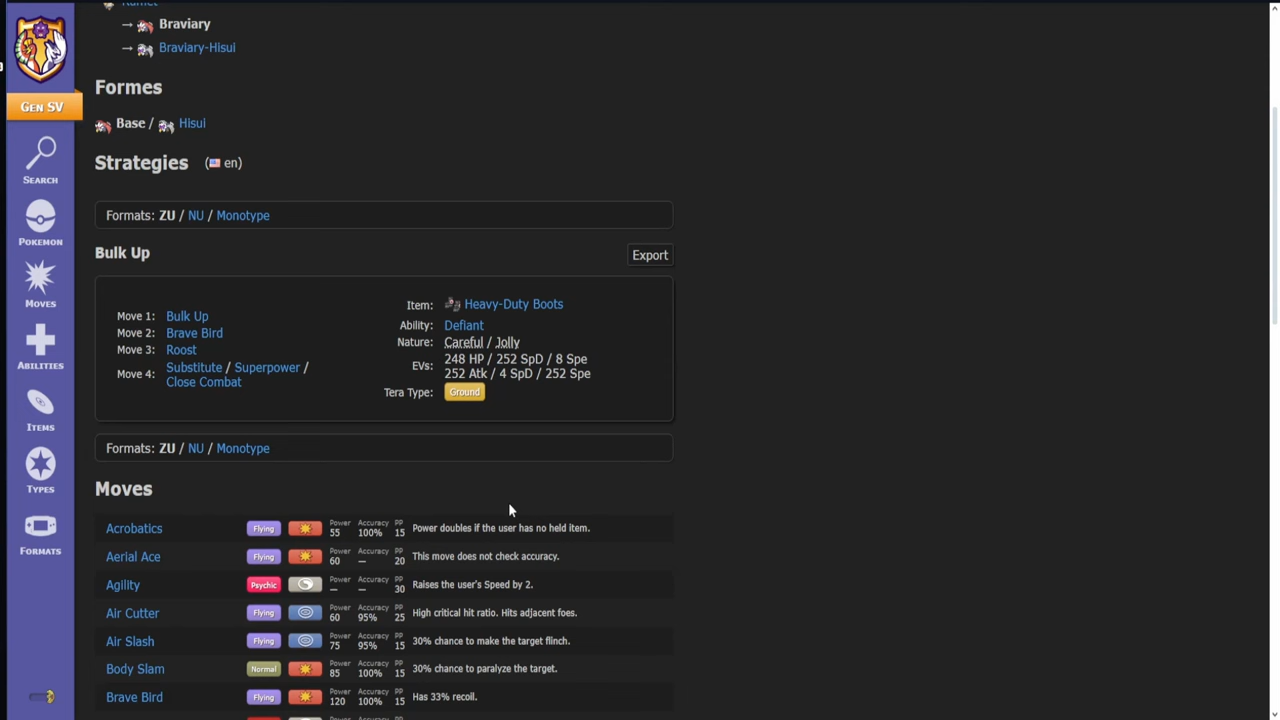 → Braviary
→ Braviary-Hisui
Formes
Base / Hisui
Strategies (en)
Formats: ZU / NU / Monotype
Bulk Up
Export
Move 1: Bulk Up
Move 2: Brave Bird
Move 3: Roost
Move 4: Substitute / Superpower /
Close Combat
Item: Heavy-Duty Boots
Ability: Defiant
Nature: Careful / Jolly
EVs: 248 HP / 252 SpD / 8 Spe
252 Atk / 4 SpD / 252 Spe
Tera Type: Ground
Formats: ZU / NU / Monotype
Moves
Acrobatics Flying Power 55 Accuracy 100% PP 15 Power doubles if the user has no held item.
Aerial Ace Flying Power 60 Accuracy — PP 20 This move does not check accuracy.
Agility Psychic Power — Accuracy — PP 30 Raises the user's Speed by 2.
Air Cutter Flying Power 60 Accuracy 95% PP 25 High critical hit ratio. Hits adjacent foes.
Air Slash Flying Power 75 Accuracy 95% PP 15 30% chance to make the target flinch.
Body Slam Normal Power 85 Accuracy 100% PP 15 30% chance to paralyze the target.
Brave Bird Flying Power 120 Accuracy 100% PP 15 Has 33% recoil.
Gen SV
Search
Pokemon
Moves
Abilities
Items
Types
Formats